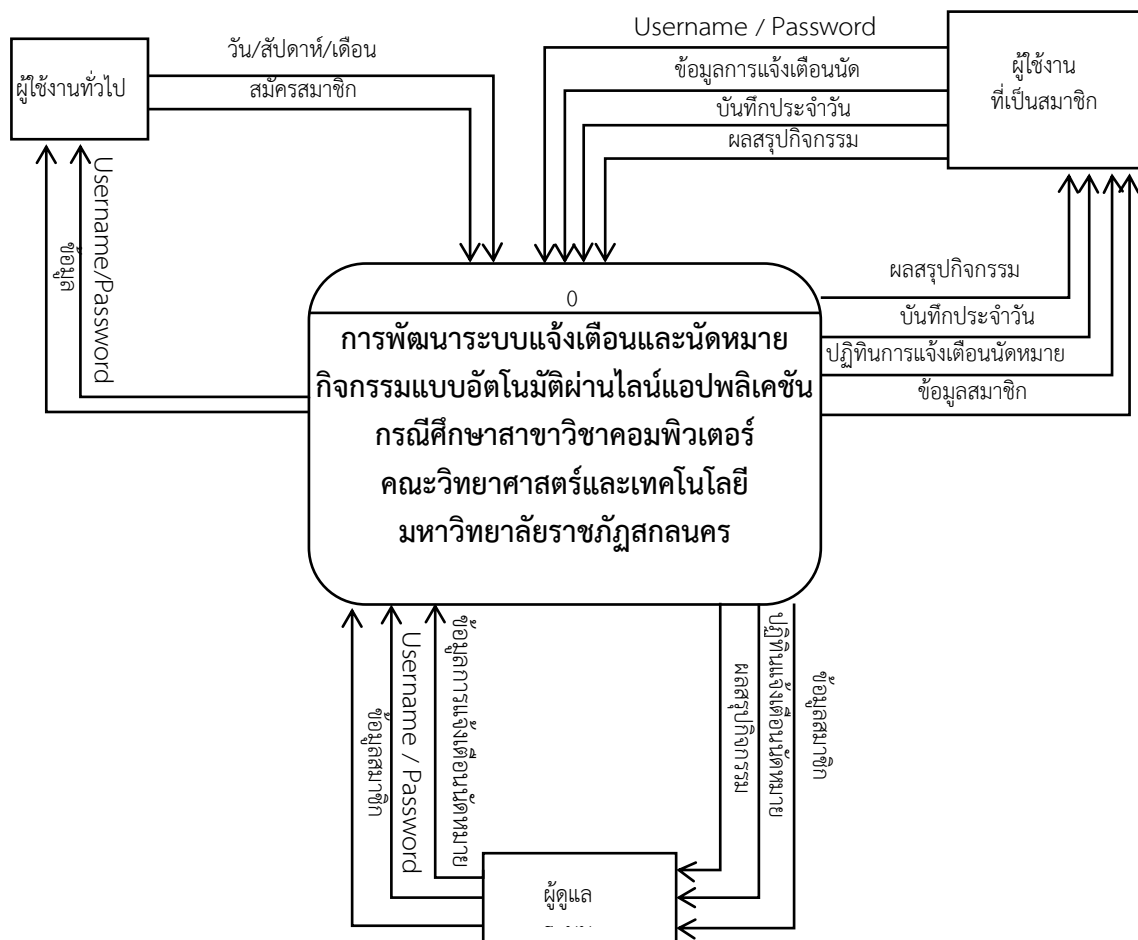 ผู้ใช้งานทั่วไป
วัน/สัปดาห์/เดือน
สมัครสมาชิก
Username / Password
ข้อมูลการแจ้งเตือนนัด
บันทึกประจำวัน
ผลสรุปกิจกรรม
ผู้ใช้งาน
ที่เป็นสมาชิก
Username/Password
ข้อมูล
ผลสรุปกิจกรรม
บันทึกประจำวัน
ปฏิทินการแจ้งเตือนนัดหมาย
ข้อมูลสมาชิก
0
การพัฒนาระบบแจ้งเตือนและนัดหมาย
กิจกรรมแบบอัตโนมัติผ่านไลน์แอปพลิเคชัน
กรณีศึกษาสาขาวิชาคอมพิวเตอร์
คณะวิทยาศาสตร์และเทคโนโลยี
มหาวิทยาลัยราชภัฏสกลนคร
ข้อมูลสมาชิก
Username / Password
ข้อมูลการแจ้งเตือนนัดหมาย
ผลสรุปกิจกรรม
ปฏิทินแจ้งเตือนนัดหมาย
ข้อมูลสมาชิก
ผู้ดูแล